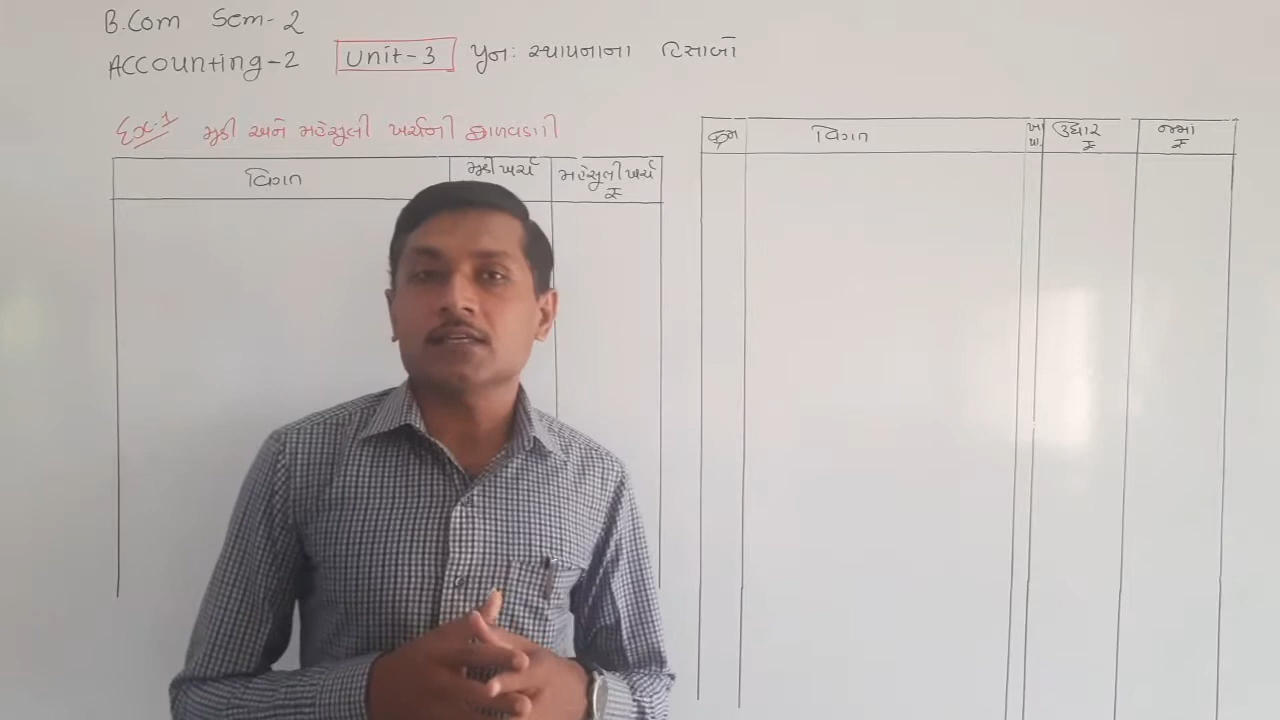 B.Com Sem-2
Accounting-2 Unit-3 પુનઃ સ્થાપનાના હિસાબો
Ex-1 મૂડી અને મહેસુલી ખર્ચની ફાળવણી
વિગત મૂડી ખર્ચ મહેસુલી ખર્ચ ₹
ક્રમ વિગત ખા. પા. ઉધાર ₹ જમા ₹